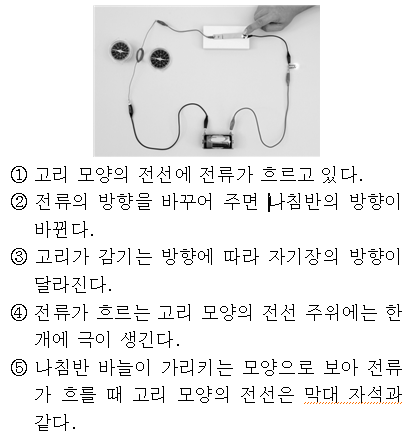 ① 고리 모양의 전선에 전류가 흐르고 있다.
② 전류의 방향을 바꾸어 주면 나침반의 방향이
바뀐다.
③ 고리가 감기는 방향에 따라 자기장의 방향이
달라진다.
④ 전류가 흐르는 고리 모양의 전선 주위에는 한
개에 극이 생긴다.
⑤ 나침반 바늘이 가리키는 모양으로 보아 전류
가 흐를 때 고리 모양의 전선은 막대 자석과
같다.